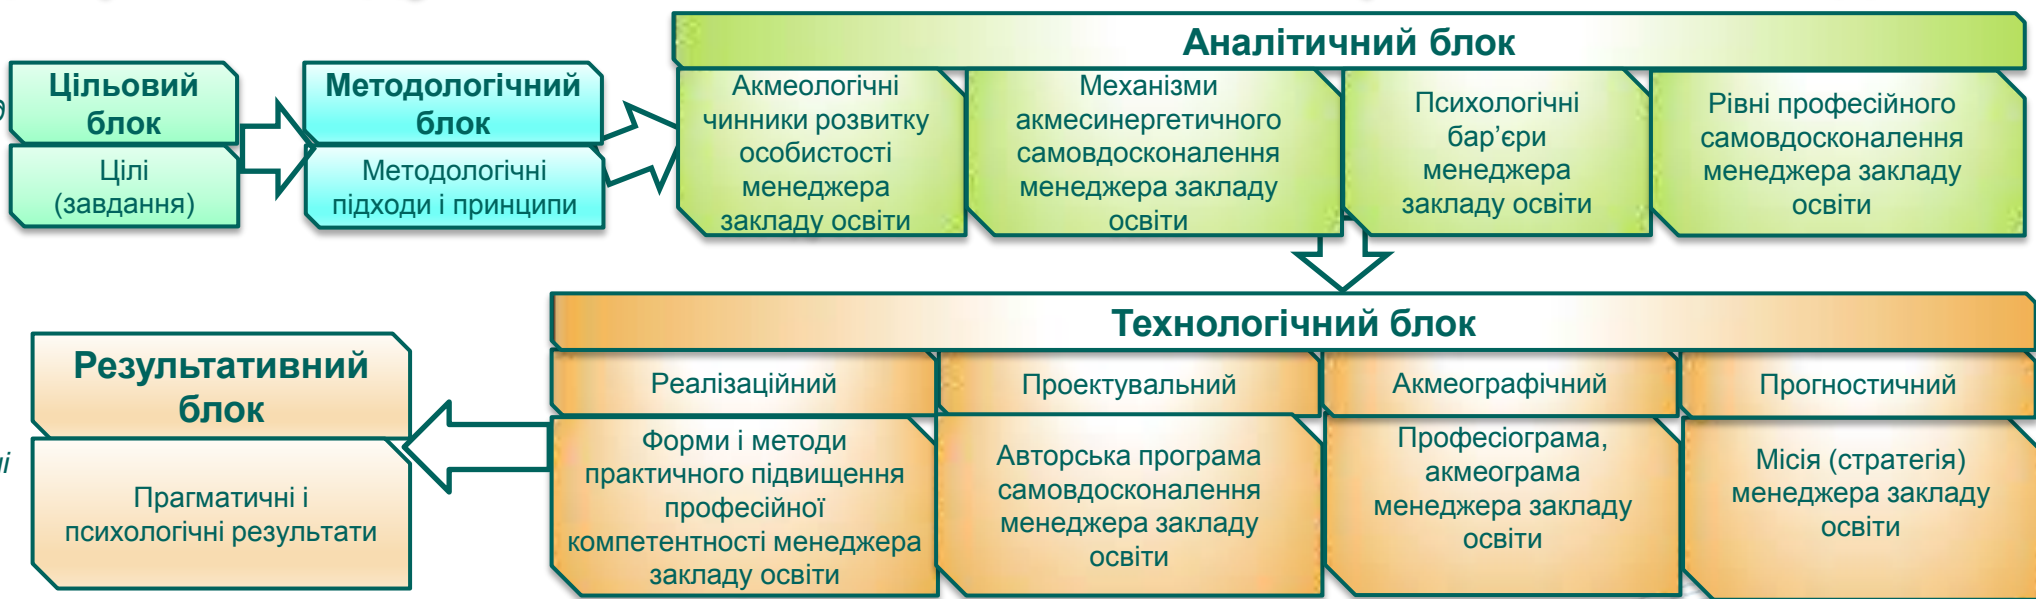 Цільовий
блок
Цілі
(завдання)
Методологічний
блок
Методологічні
підходи і принципи
Аналітичний блок
Акмеологічні
чинники розвитку
особистості
менеджера
закладу освіти
Механізми
акмесинергетичного
самовдосконалення
менеджера закладу
освіти
Психологічні
бар’єри
менеджера
закладу освіти
Рівні професійного
самовдосконалення
менеджера закладу
освіти
Технологічний блок
Реалізаційний
Форми і методи
практичного підвищення
професійної
компетентності менеджера
закладу освіти
Проектувальний
Авторська програма
самовдосконалення
менеджера закладу
освіти
Акмеографічний
Професіограма,
акмеограма
менеджера закладу
освіти
Прогностичний
Місія (стратегія)
менеджера закладу
освіти
Результативний
блок
Прагматичні і
психологічні результати